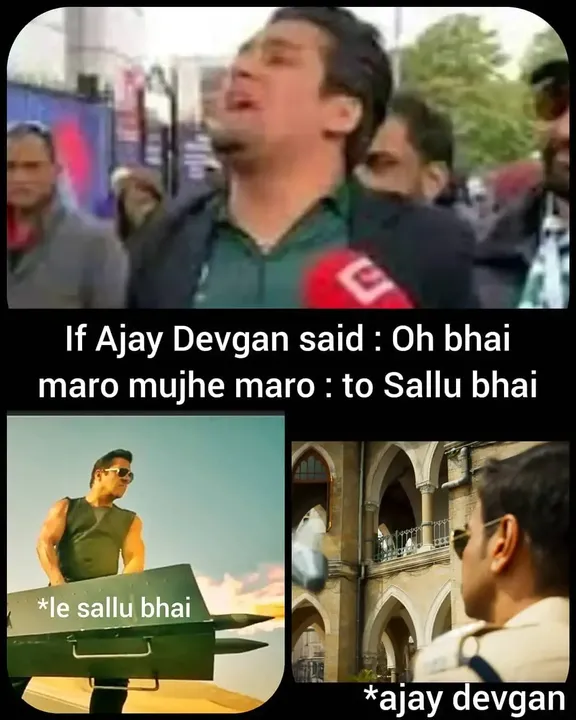 If Ajay Devgan said : Oh bhai
maro mujhe maro : to Sallu bhai
*le sallu bhai
*ajay devgan